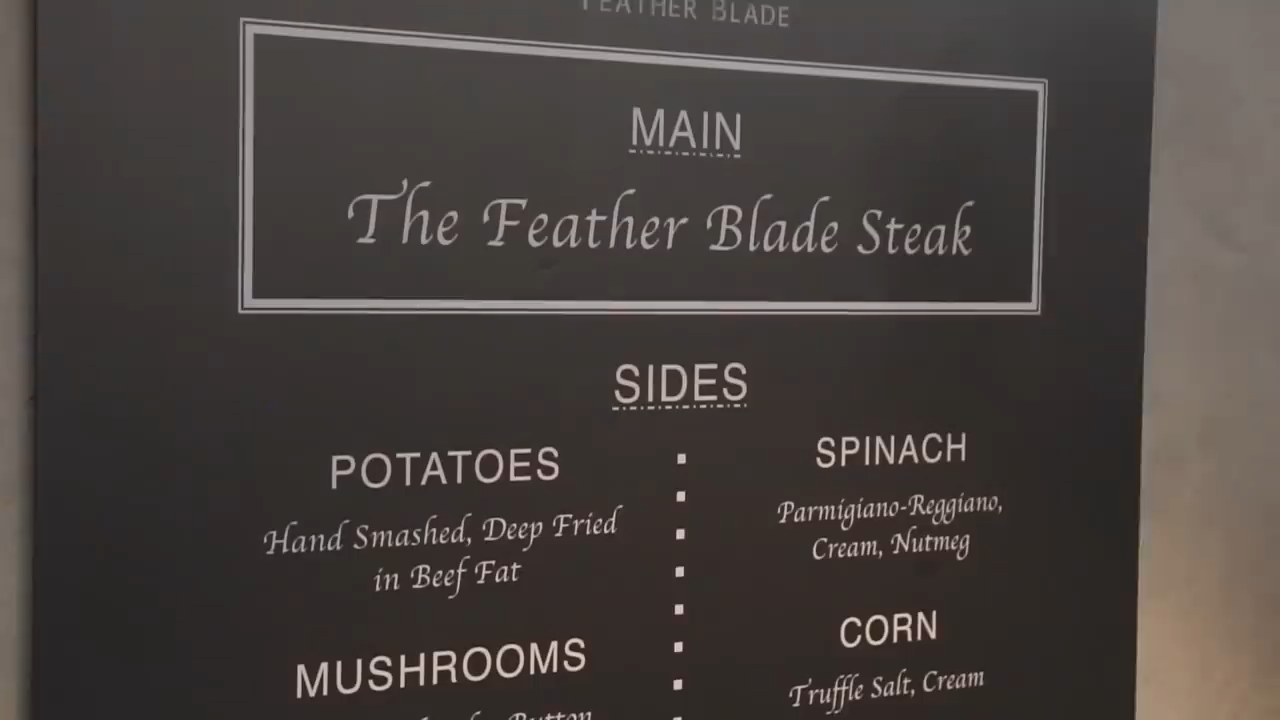 FEATHER BLADE
MAIN
The Feather Blade Steak
SIDES
POTATOES
Hand Smashed, Deep Fried
in Beef Fat
SPINACH
Parmigiano-Reggiano,
Cream, Nutmeg
MUSHROOMS
Button
CORN
Truffle Salt, Cream